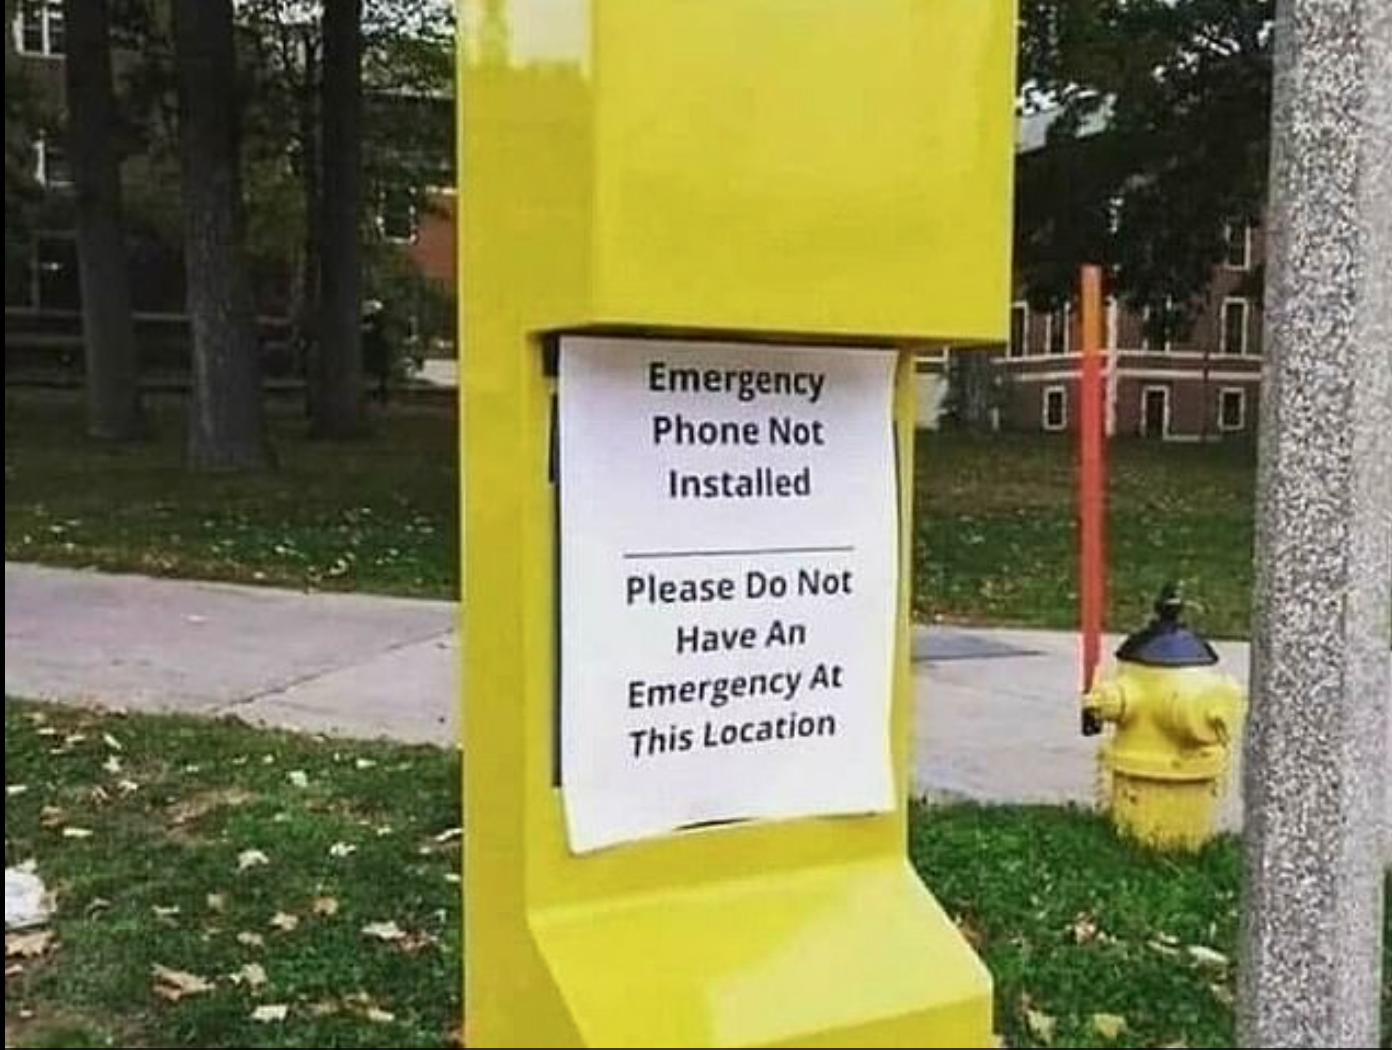 Emergency
Phone Not
Installed
Please Do Not
Have An
Emergency At
This Location